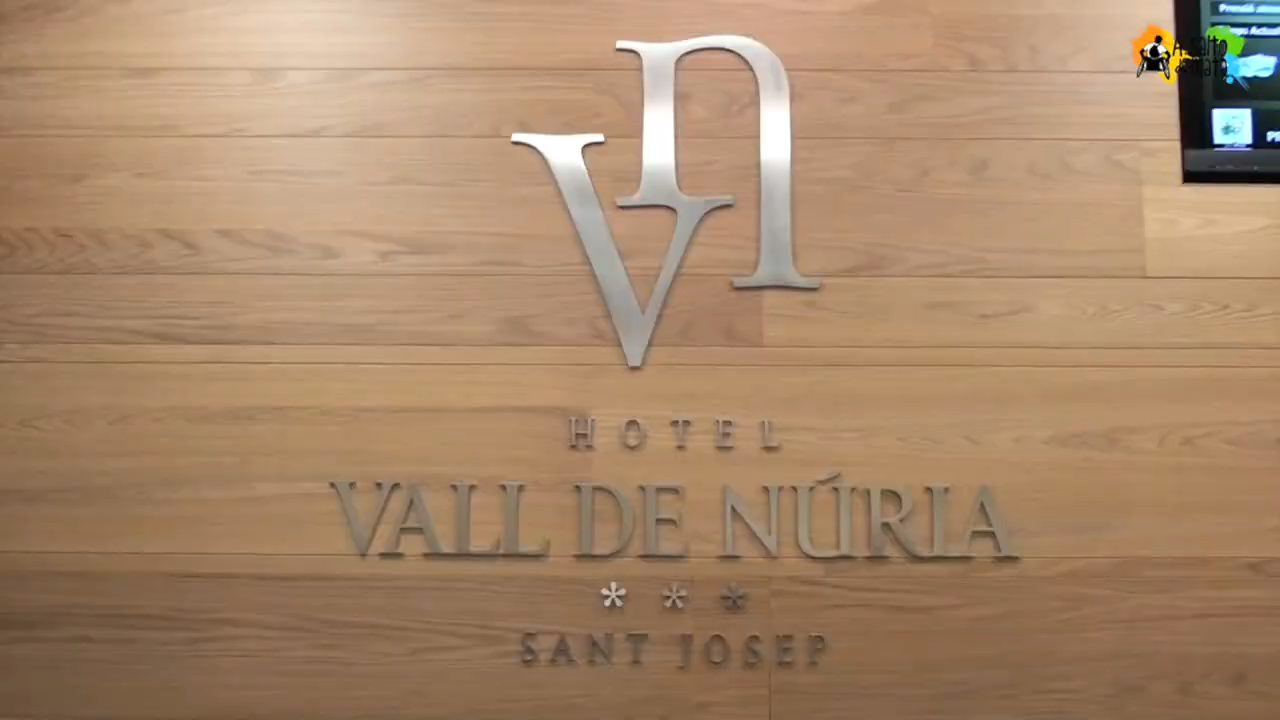 Vn
HOTEL
VALL DE NÚRIA
***
SANT JOSEP